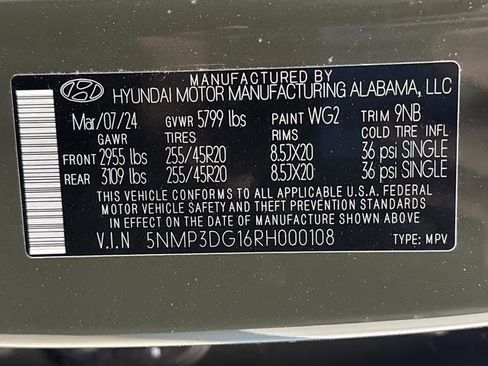 MANUFACTURED BY
HYUNDAI MOTOR MANUFACTURING ALABAMA, LLC
Mar/07/24 GVWR 5799 lbs PAINT WG2 TRIM 9NB
GAWR TIRES RIMS COLD TIRE INFL
FRONT 2955 lbs 255/45R20 8.5JX20 36 psi SINGLE
REAR 3109 lbs 255/45R20 8.5JX20 36 psi SINGLE
THIS VEHICLE CONFORMS TO ALL APPLICABLE U.S.A. FEDERAL
MOTOR VEHICLE SAFETY AND THEFT PREVENTION STANDARDS
IN EFFECT ON THE DATE OF MANUFACTURE SHOWN ABOVE.
V.I.N 5NMP3DG16RH000108 TYPE: MPV